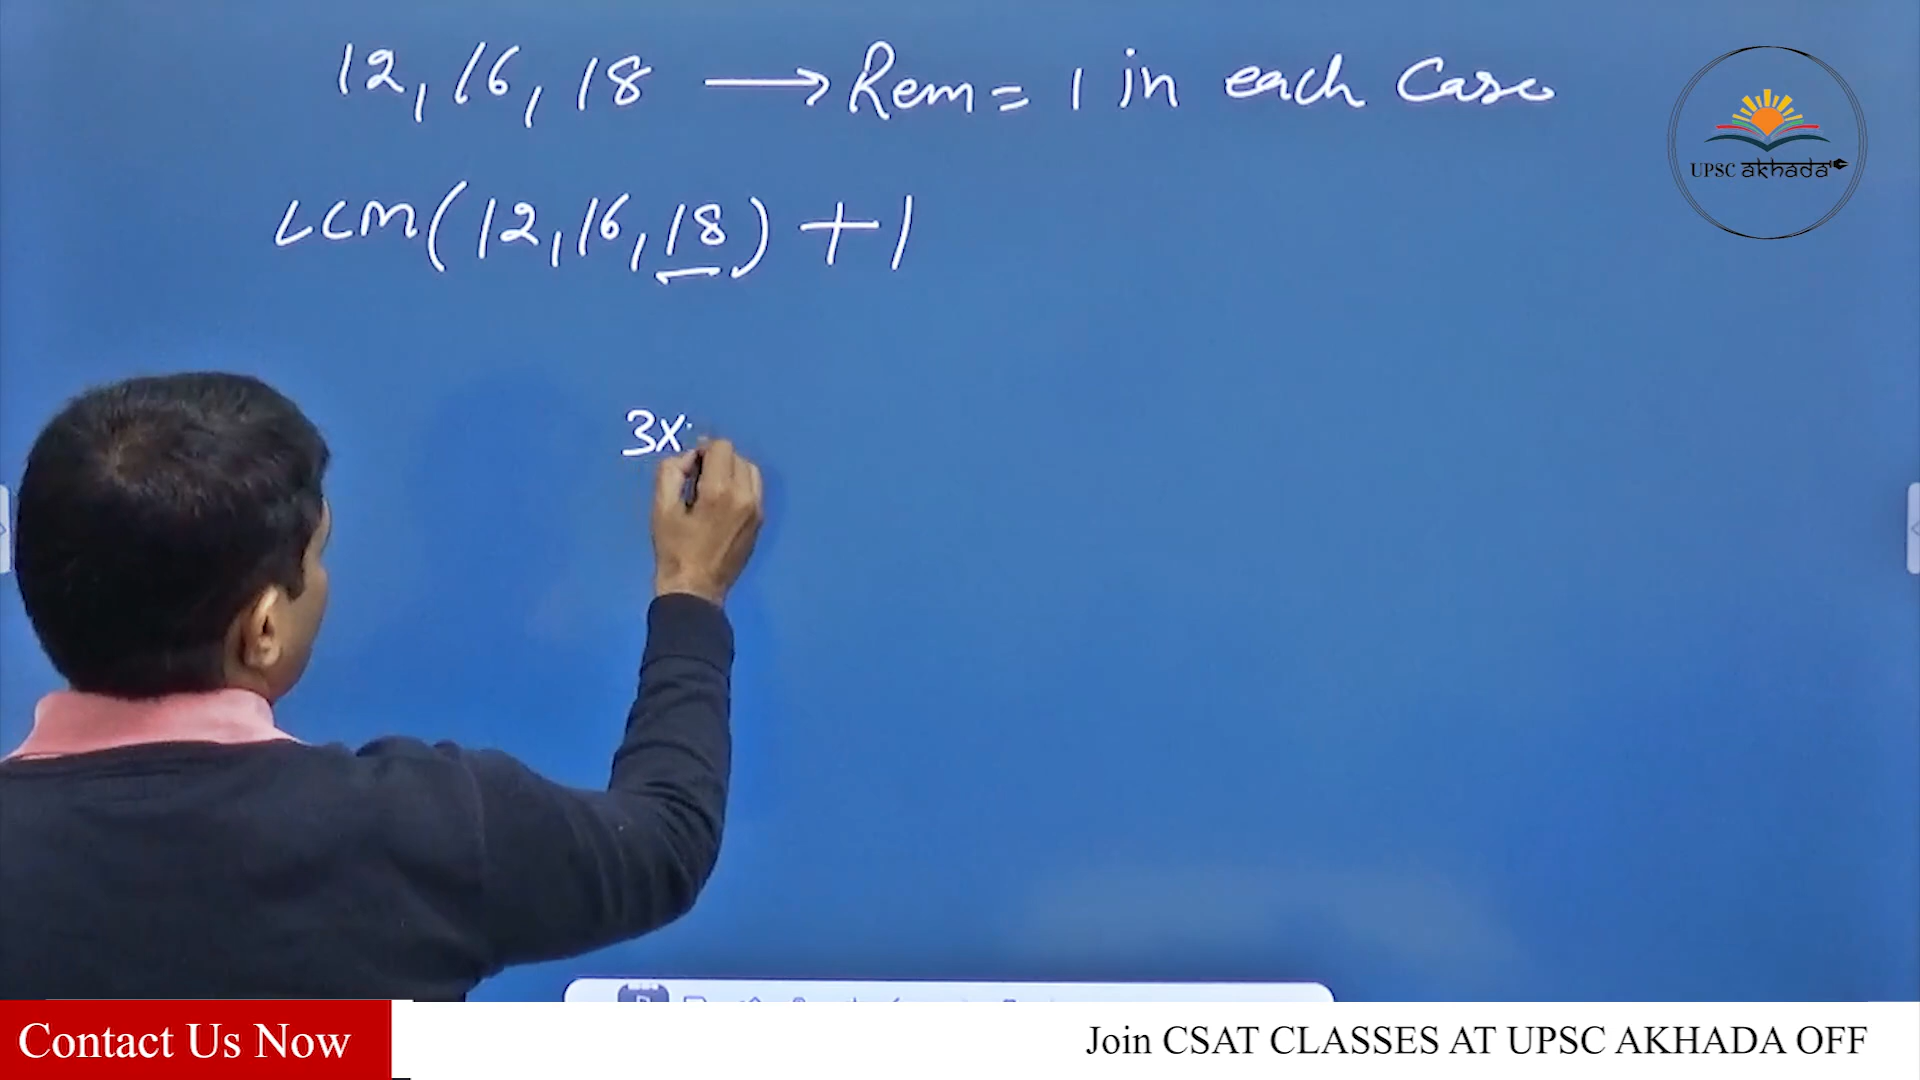 12, 16, 18 → Rem = 1 in each Case
LCM(12, 16, 18) + 1
3x
UPSC akhada
Contact Us Now
Join CSAT CLASSES AT UPSC AKHADA OFF